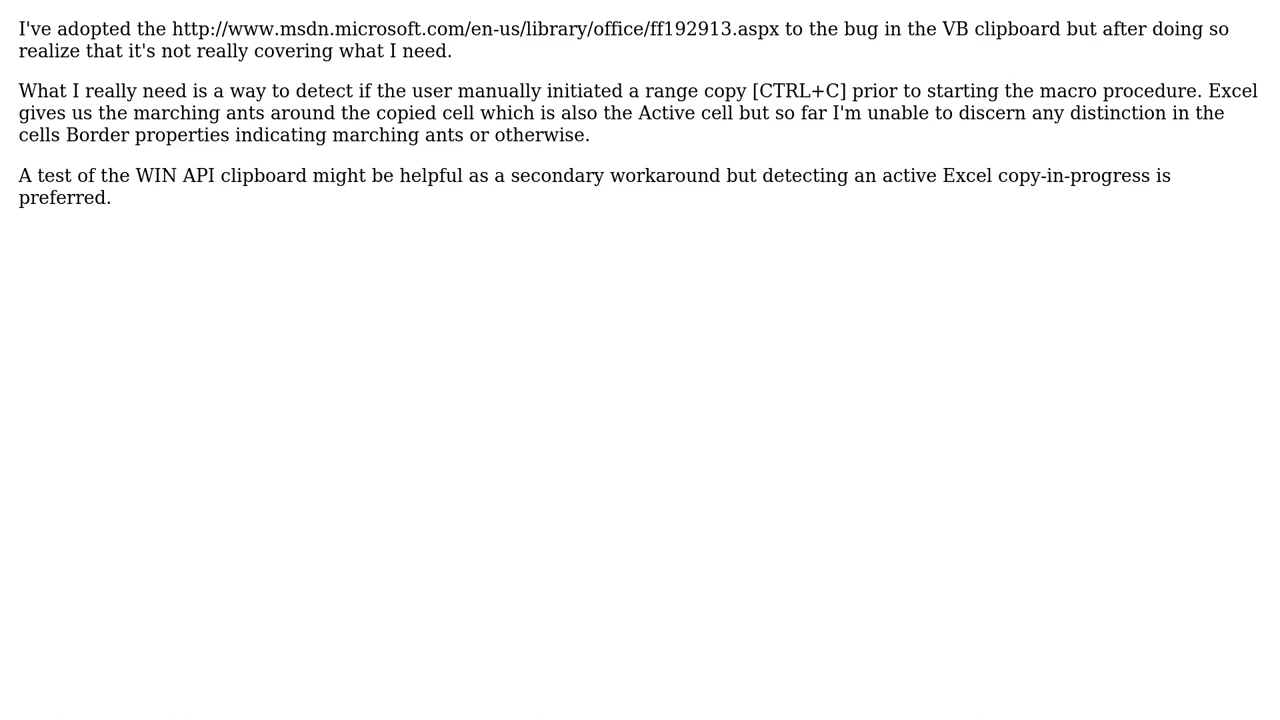 I've adopted the http://www.msdn.microsoft.com/en-us/library/office/ff192913.aspx to the bug in the VB clipboard but after doing so
realize that it's not really covering what I need.
What I really need is a way to detect if the user manually initiated a range copy [CTRL+C] prior to starting the macro procedure. Excel
gives us the marching ants around the copied cell which is also the Active cell but so far I'm unable to discern any distinction in the
cells Border properties indicating marching ants or otherwise.
A test of the WIN API clipboard might be helpful as a secondary workaround but detecting an active Excel copy-in-progress is
preferred.